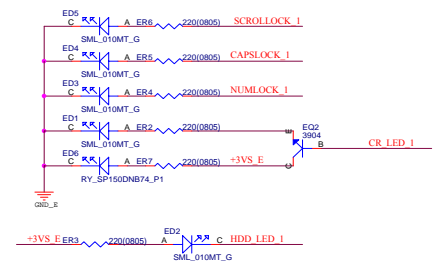 ED5
C A ER6 220(0805) SCROLLOCK_1
SML_010MT_G
ED4
C A ER5 220(0805) CAPSLOCK_1
SML_010MT_G
ED3
C A ER4 220(0805) NUMLOCK_1
SML_010MT_G
ED1
C A ER2 220(0805) E EQ2
3904
SML_010MT_G
B CR_LED_1
ED6
C A ER7 220(0805) +3VS_E C
RY_SP150DNB74_P1
GND_E
+3VS_E ER3 220(0805) A ED2 C HDD_LED_1
SML_010MT_G